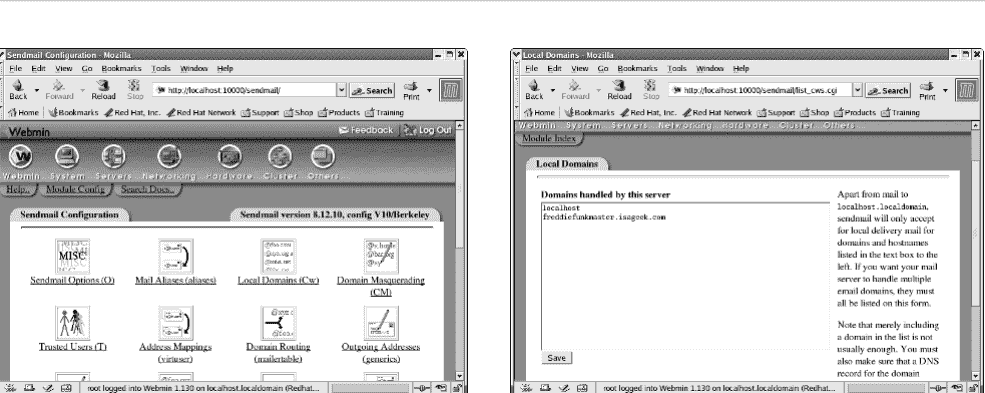 Sendmail Configuration - Mozilla
File Edit View Go Bookmarks Tools Window Help
Back Forward Reload Stop http://localhost:10000/sendmail/ Search Print
Home Bookmarks Red Hat, Inc. Red Hat Network Support Shop Products Training
Webmin Feedback Log Out
Webmin System Servers Networking Hardware Cluster Others
Help.. Module Config Search Docs..
Sendmail Configuration Sendmail version 8.12.10, config V10/Berkeley
MISC
Sendmail Options (O) Mail Aliases (aliases) Local Domains (Cw) Domain Masquerading
(CM)
Trusted Users (T) Address Mappings Domain Routing Outgoing Addresses
(virtuser) (mailertable) (generics)
root logged into Webmin 1.130 on localhost.localdomain (Redhat...
Local Domains - Mozilla
File Edit View Go Bookmarks Tools Window Help
Back Forward Reload Stop http://localhost:10000/sendmail/list_cws.cgi Search Print
Home Bookmarks Red Hat, Inc. Red Hat Network Support Shop Products Training
Webmin System Servers Networking Hardware Cluster Others
Module Index
Local Domains
Domains handled by this server
localhost
freddiefunkmaster.isageek.com
Save
Apart from mail to
localhost.localdomain,
sendmail will only accept
for local delivery mail for
domains and hostnames
listed in the text box to the
left. If you want your mail
server to handle multiple
email domains, they must
all be listed on this form.
Note that merely including
a domain in the list is not
usually enough. You must
also make sure that a DNS
record for the domain
root logged into Webmin 1.130 on localhost.localdomain (Redhat...